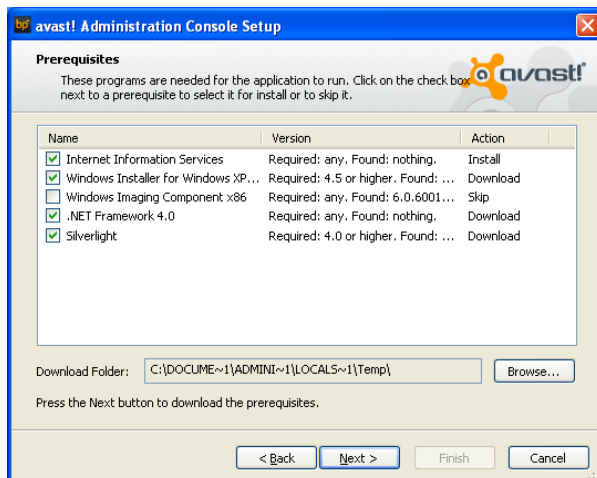 bp avast! Administration Console Setup
Prerequisites
These programs are needed for the application to run. Click on the check box
next to a prerequisite to select it for install or to skip it.
avast!
Name Version Action
Internet Information Services Required: any. Found: nothing. Install
Windows Installer for Windows XP... Required: 4.5 or higher. Found: ... Download
Windows Imaging Component x86 Required: any. Found: 6.0.6001... Skip
.NET Framework 4.0 Required: any. Found: nothing. Download
Silverlight Required: 4.0 or higher. Found: ... Download
Download Folder: C:\DOCUME~1\ADMINI~1\LOCALS~1\Temp\ Browse...
Press the Next button to download the prerequisites.
< Back Next > Finish Cancel